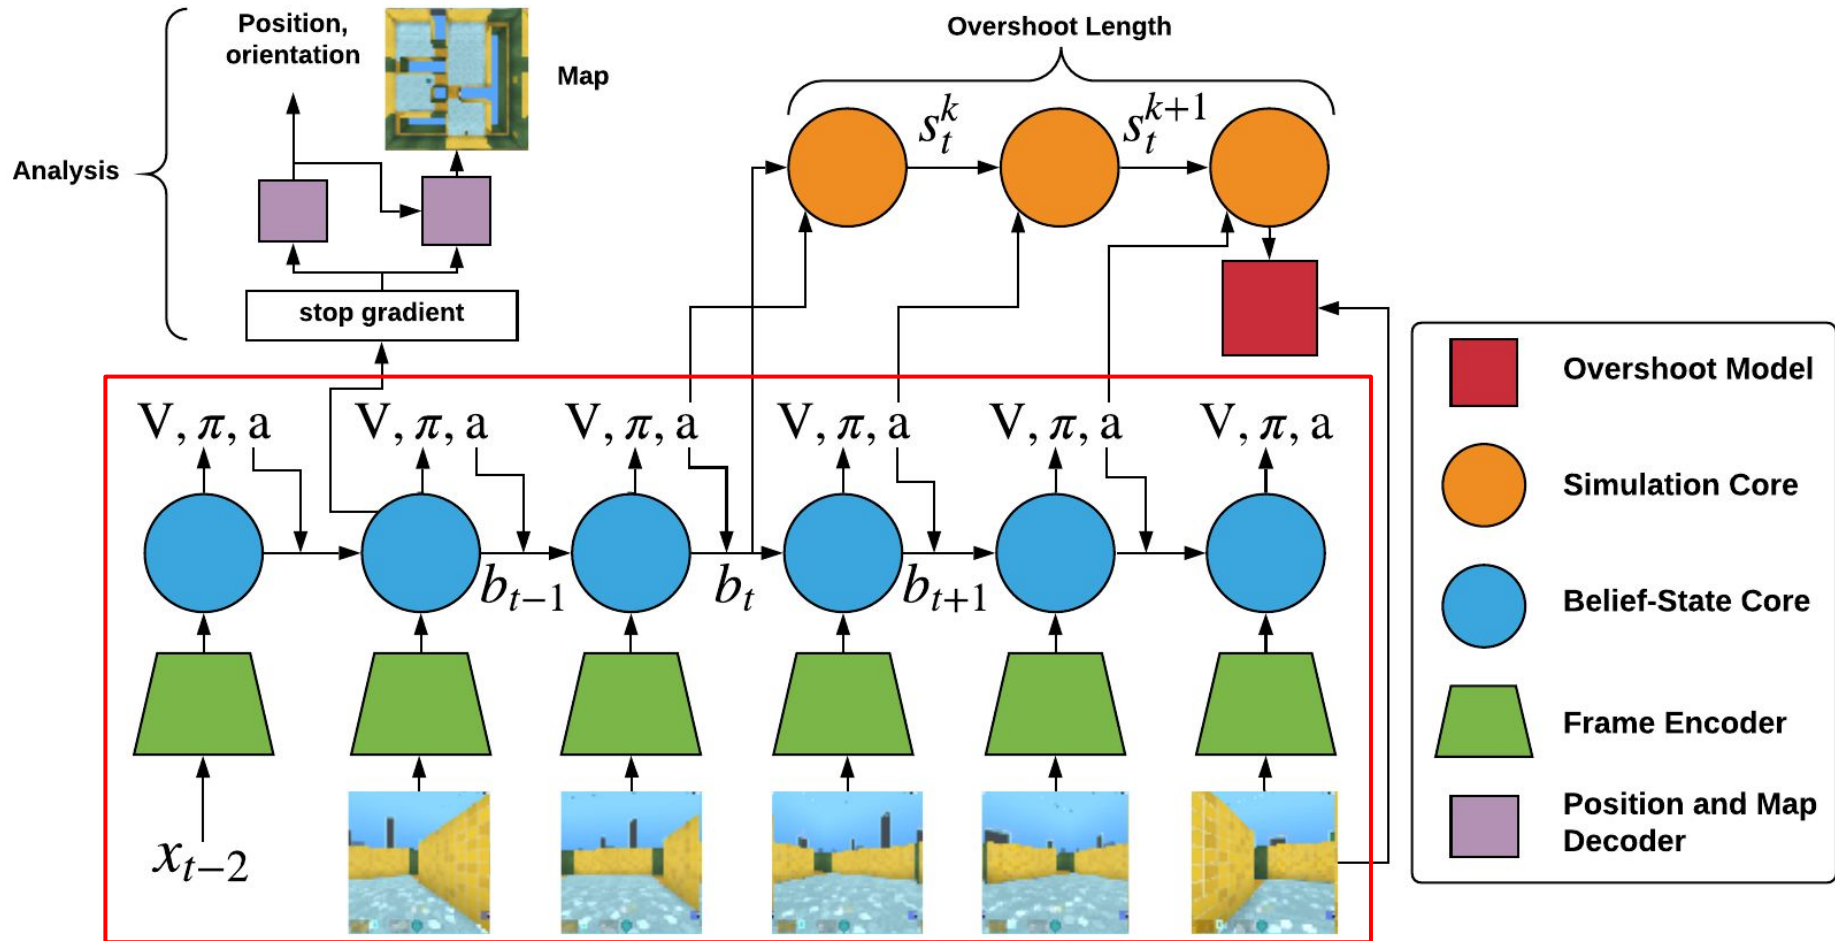 Position,
orientation
Map
Analysis
stop gradient
Overshoot Length
$s_t^k$
$s_t^{k+1}$
V, π, a
V, π, a
V, π, a
V, π, a
V, π, a
V, π, a
$b_{t-1}$
$b_t$
$b_{t+1}$
$x_{t-2}$
Overshoot Model
Simulation Core
Belief-State Core
Frame Encoder
Position and Map
Decoder